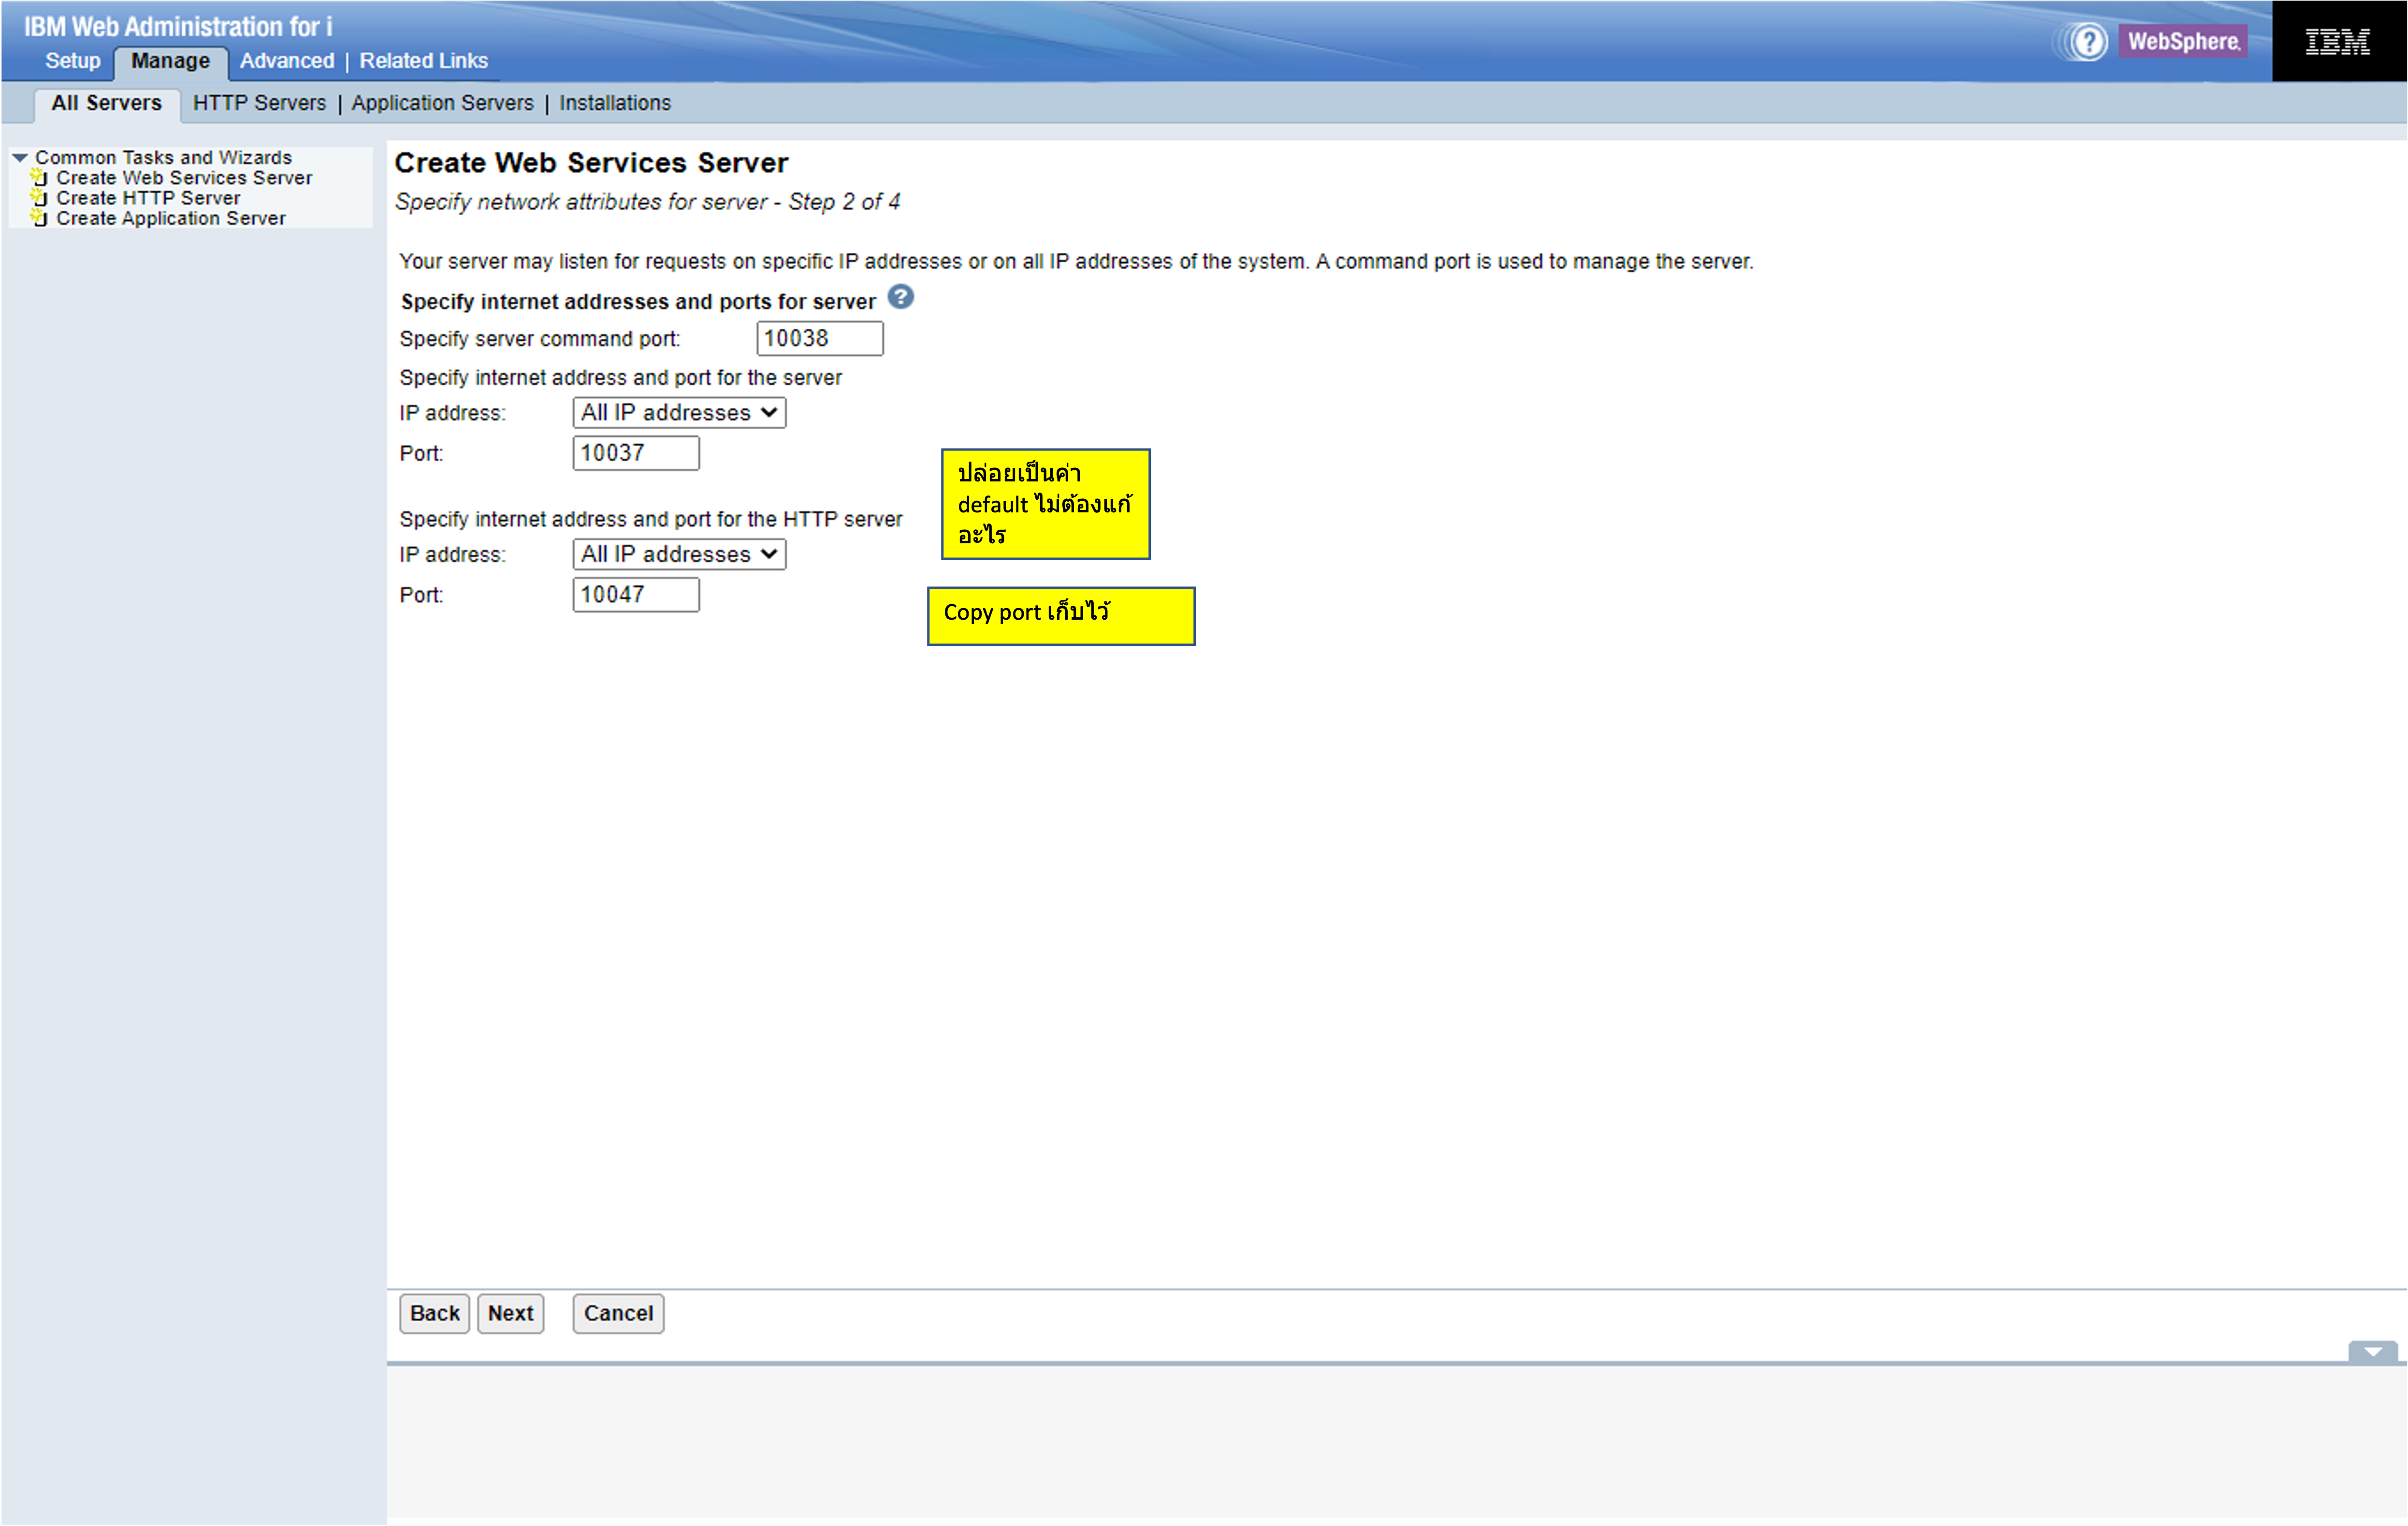 IBM Web Administration for i
Setup Manage Advanced | Related Links
WebSphere.
IBM
All Servers HTTP Servers | Application Servers | Installations
Common Tasks and Wizards
Create Web Services Server
Create HTTP Server
Create Application Server
Create Web Services Server
Specify network attributes for server - Step 2 of 4
Your server may listen for requests on specific IP addresses or on all IP addresses of the system. A command port is used to manage the server.
Specify internet addresses and ports for server ?
Specify server command port: 10038
Specify internet address and port for the server
IP address: All IP addresses
Port: 10037
ปล่อยเป็นค่า
default ไม่ต้องแก้
อะไร
Specify internet address and port for the HTTP server
IP address: All IP addresses
Port: 10047
Copy port เก็บไว้
Back Next Cancel